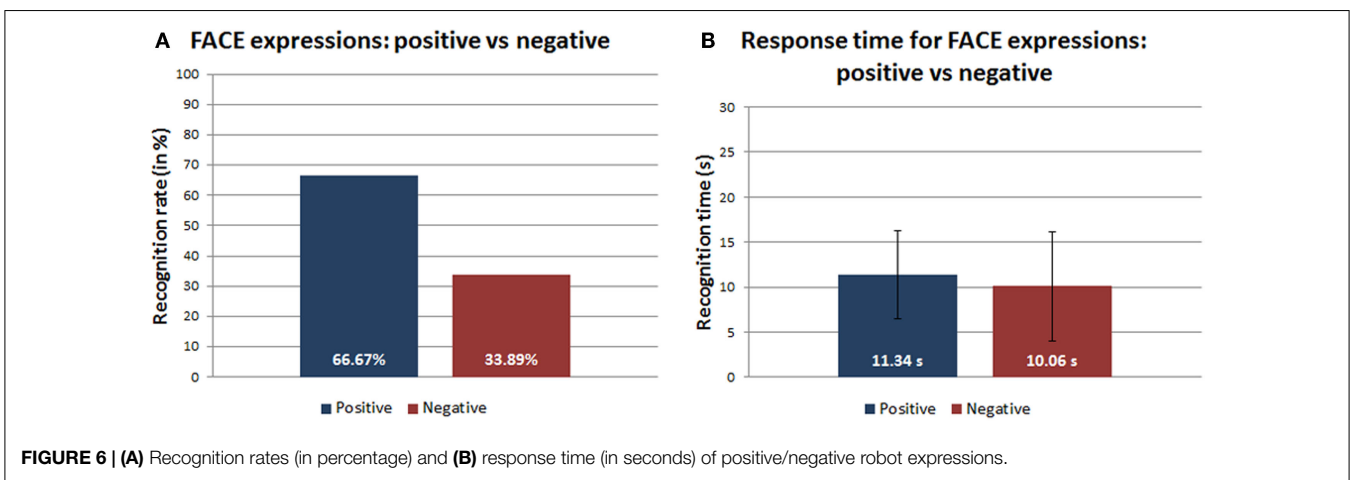 A FACE expressions: positive vs negative
100
90
80
70
60
50
40
30
20
10
0
Recognition rate (in %)
66.67%
33.89%
Positive Negative
B Response time for FACE expressions:
positive vs negative
30
25
20
15
10
5
0
Recognition time (s)
11.34 s
10.06 s
Positive Negative
FIGURE 6 | (A) Recognition rates (in percentage) and (B) response time (in seconds) of positive/negative robot expressions.